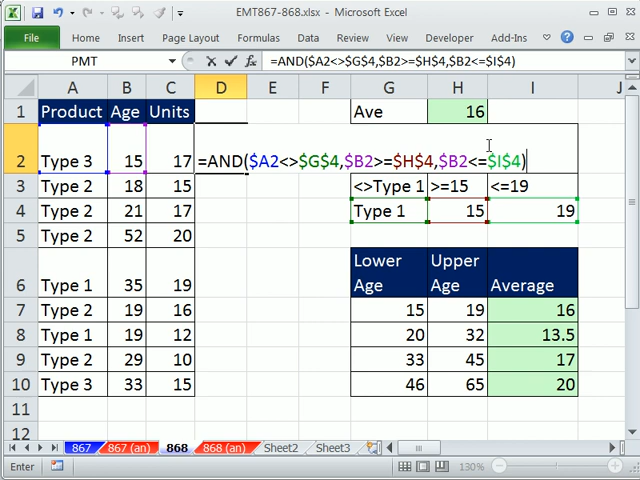 EMT867-868.xlsx - Microsoft Excel
File Home Insert Page Layout Formulas Data Review View Developer Add-Ins
PMT =AND($A2<>$G$4,$B2>=$H$4,$B2<=$I$4)
A B C D E F G H I J
1 Product Age Units Ave 16
2 Type 3 15 17 =AND($A2<>$G$4,$B2>=$H$4,$B2<=$I$4)
3 Type 2 18 15 <>Type 1 >=15 <=19
4 Type 2 21 17 Type 1 15 19
5 Type 2 52 20
Lower Upper
6 Type 1 35 19 Age Age Average
7 Type 2 19 16 15 19 16
8 Type 1 19 12 20 32 13.5
9 Type 2 29 10 33 45 17
10 Type 3 33 15 46 65 20
11
12
867 867 (an) 868 868 (an) Sheet2 Sheet3
Enter 130%